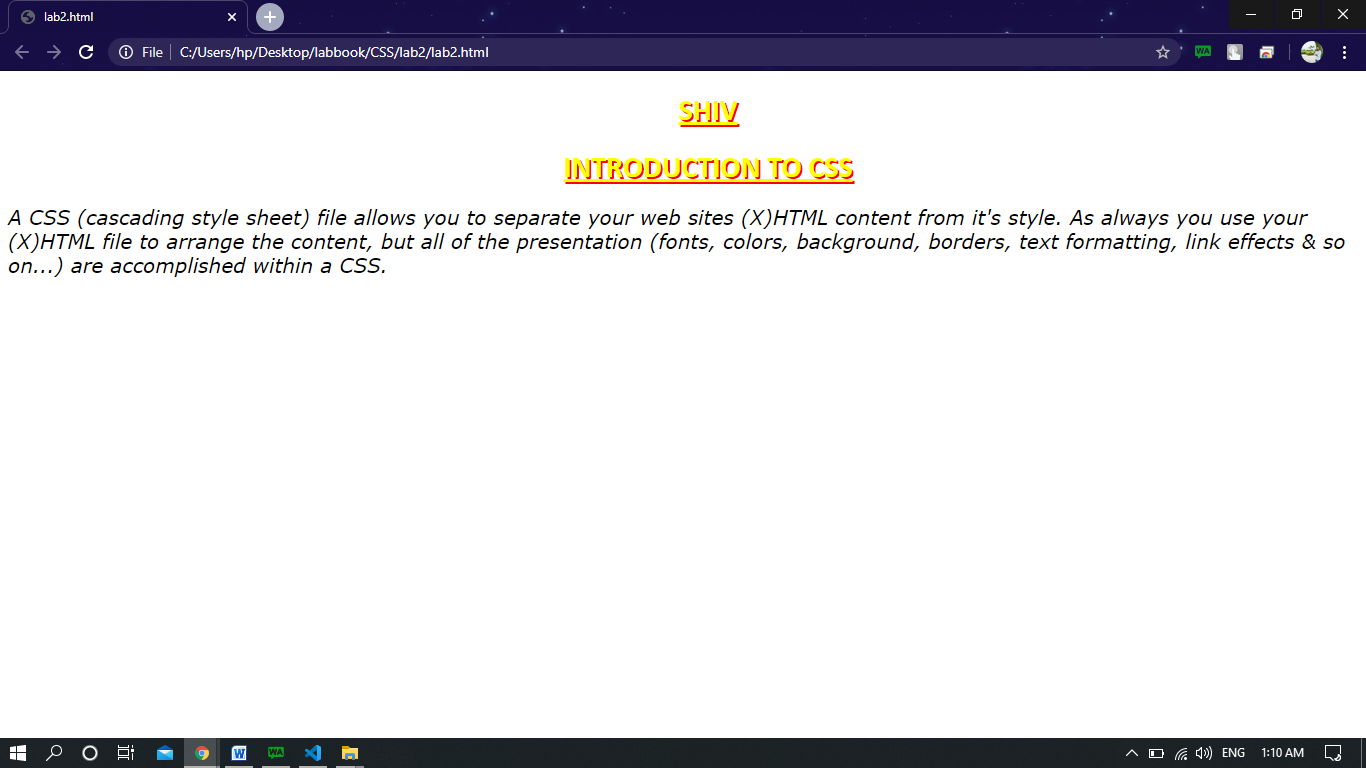 lab2.html
File C:/Users/hp/Desktop/labbook/CSS/lab2/lab2.html
WA
SHIV
INTRODUCTION TO CSS
A CSS (cascading style sheet) file allows you to separate your web sites (X)HTML content from it's style. As always you use your
(X)HTML file to arrange the content, but all of the presentation (fonts, colors, background, borders, text formatting, link effects & so
on...) are accomplished within a CSS.
W WA ENG 1:10 AM